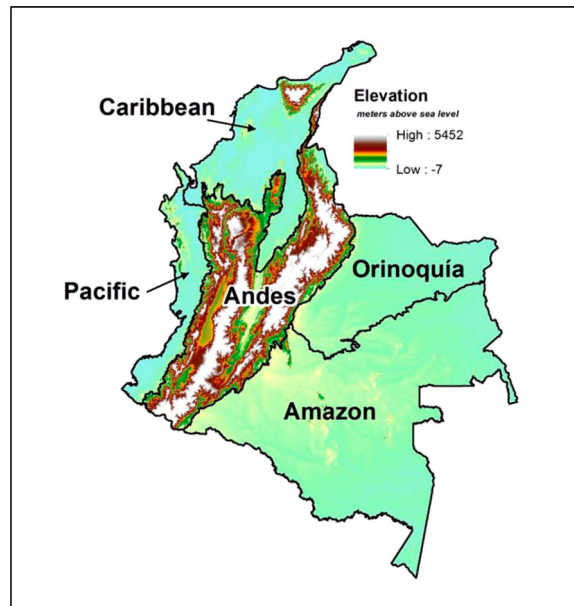 Caribbean
Elevation
meters above sea level
High : 5452
Low : -7
Orinoquía
Pacific
Andes
Amazon